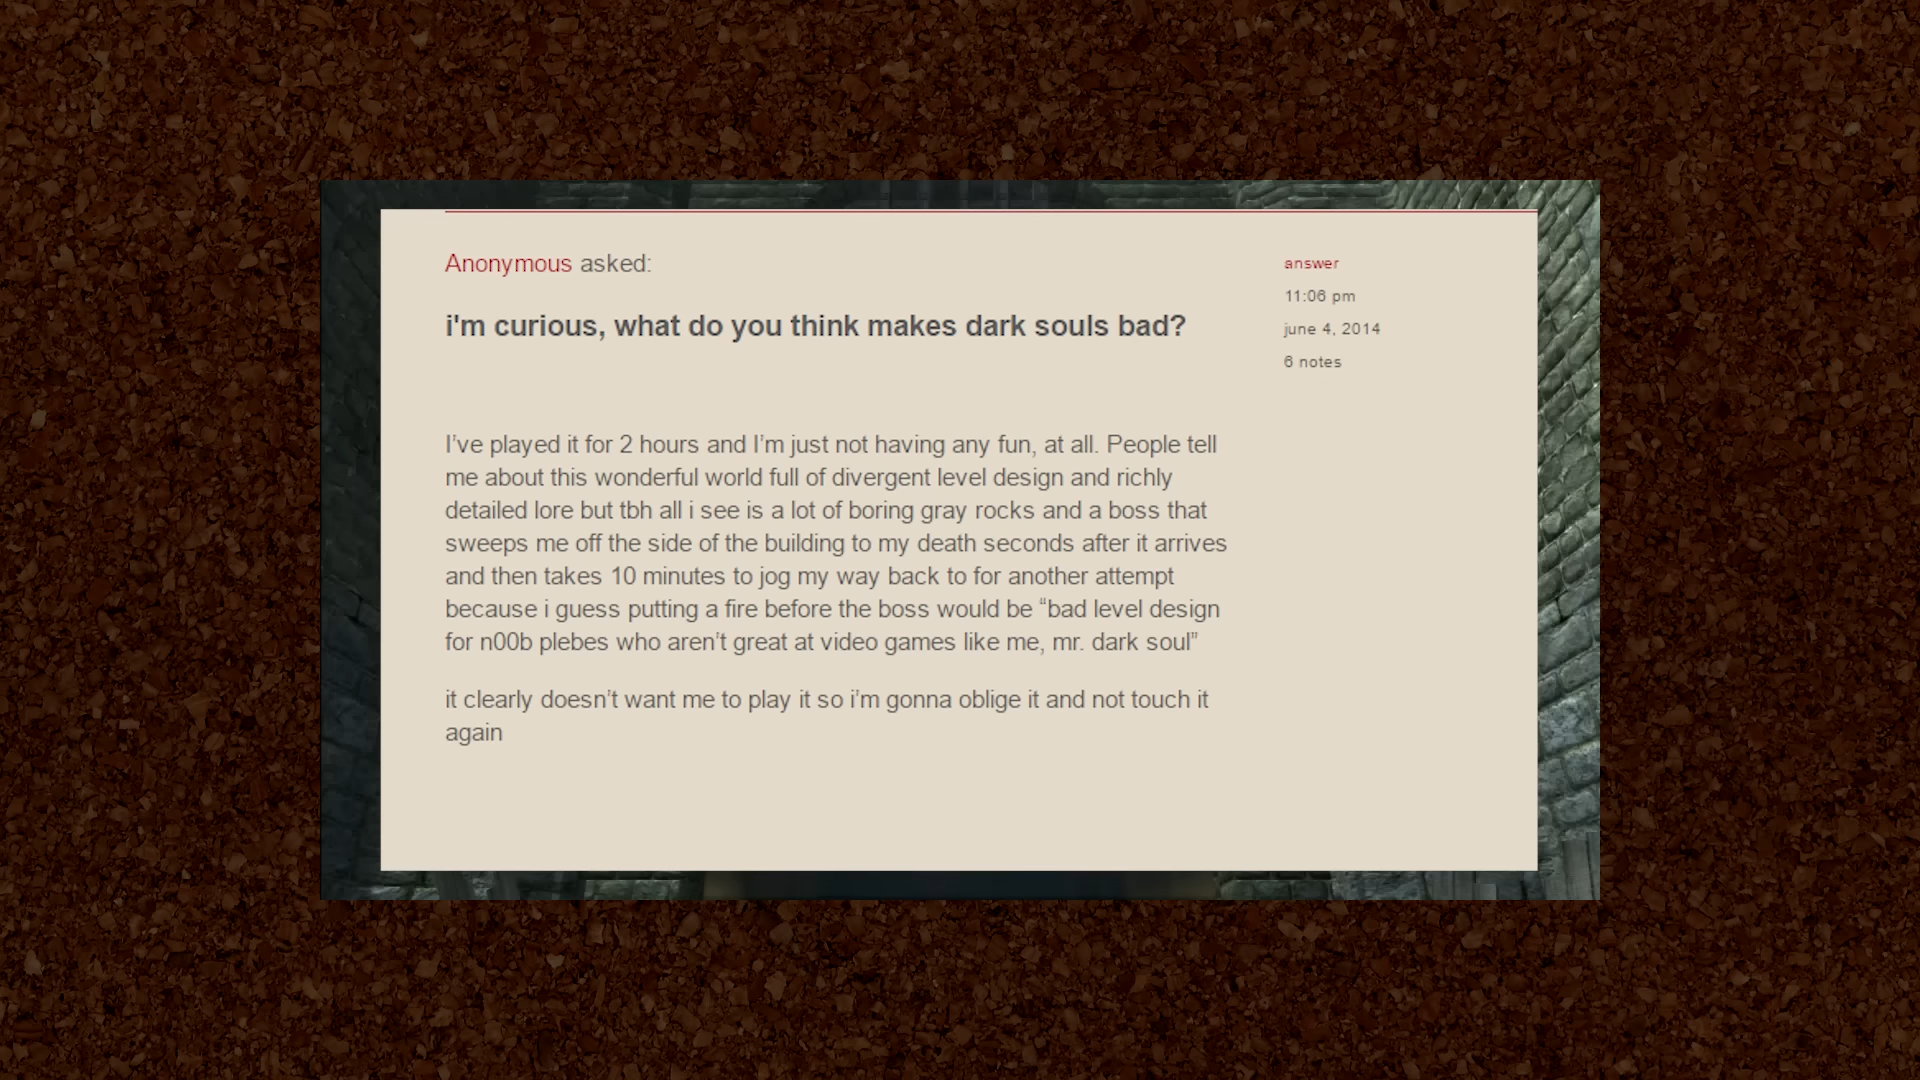 Anonymous asked:
i'm curious, what do you think makes dark souls bad?
answer
11:06 pm
june 4, 2014
6 notes
I’ve played it for 2 hours and I’m just not having any fun, at all. People tell
me about this wonderful world full of divergent level design and richly
detailed lore but tbh all i see is a lot of boring gray rocks and a boss that
sweeps me off the side of the building to my death seconds after it arrives
and then takes 10 minutes to jog my way back to for another attempt
because i guess putting a fire before the boss would be “bad level design
for n00b plebes who aren’t great at video games like me, mr. dark soul”
it clearly doesn’t want me to play it so i’m gonna oblige it and not touch it
again